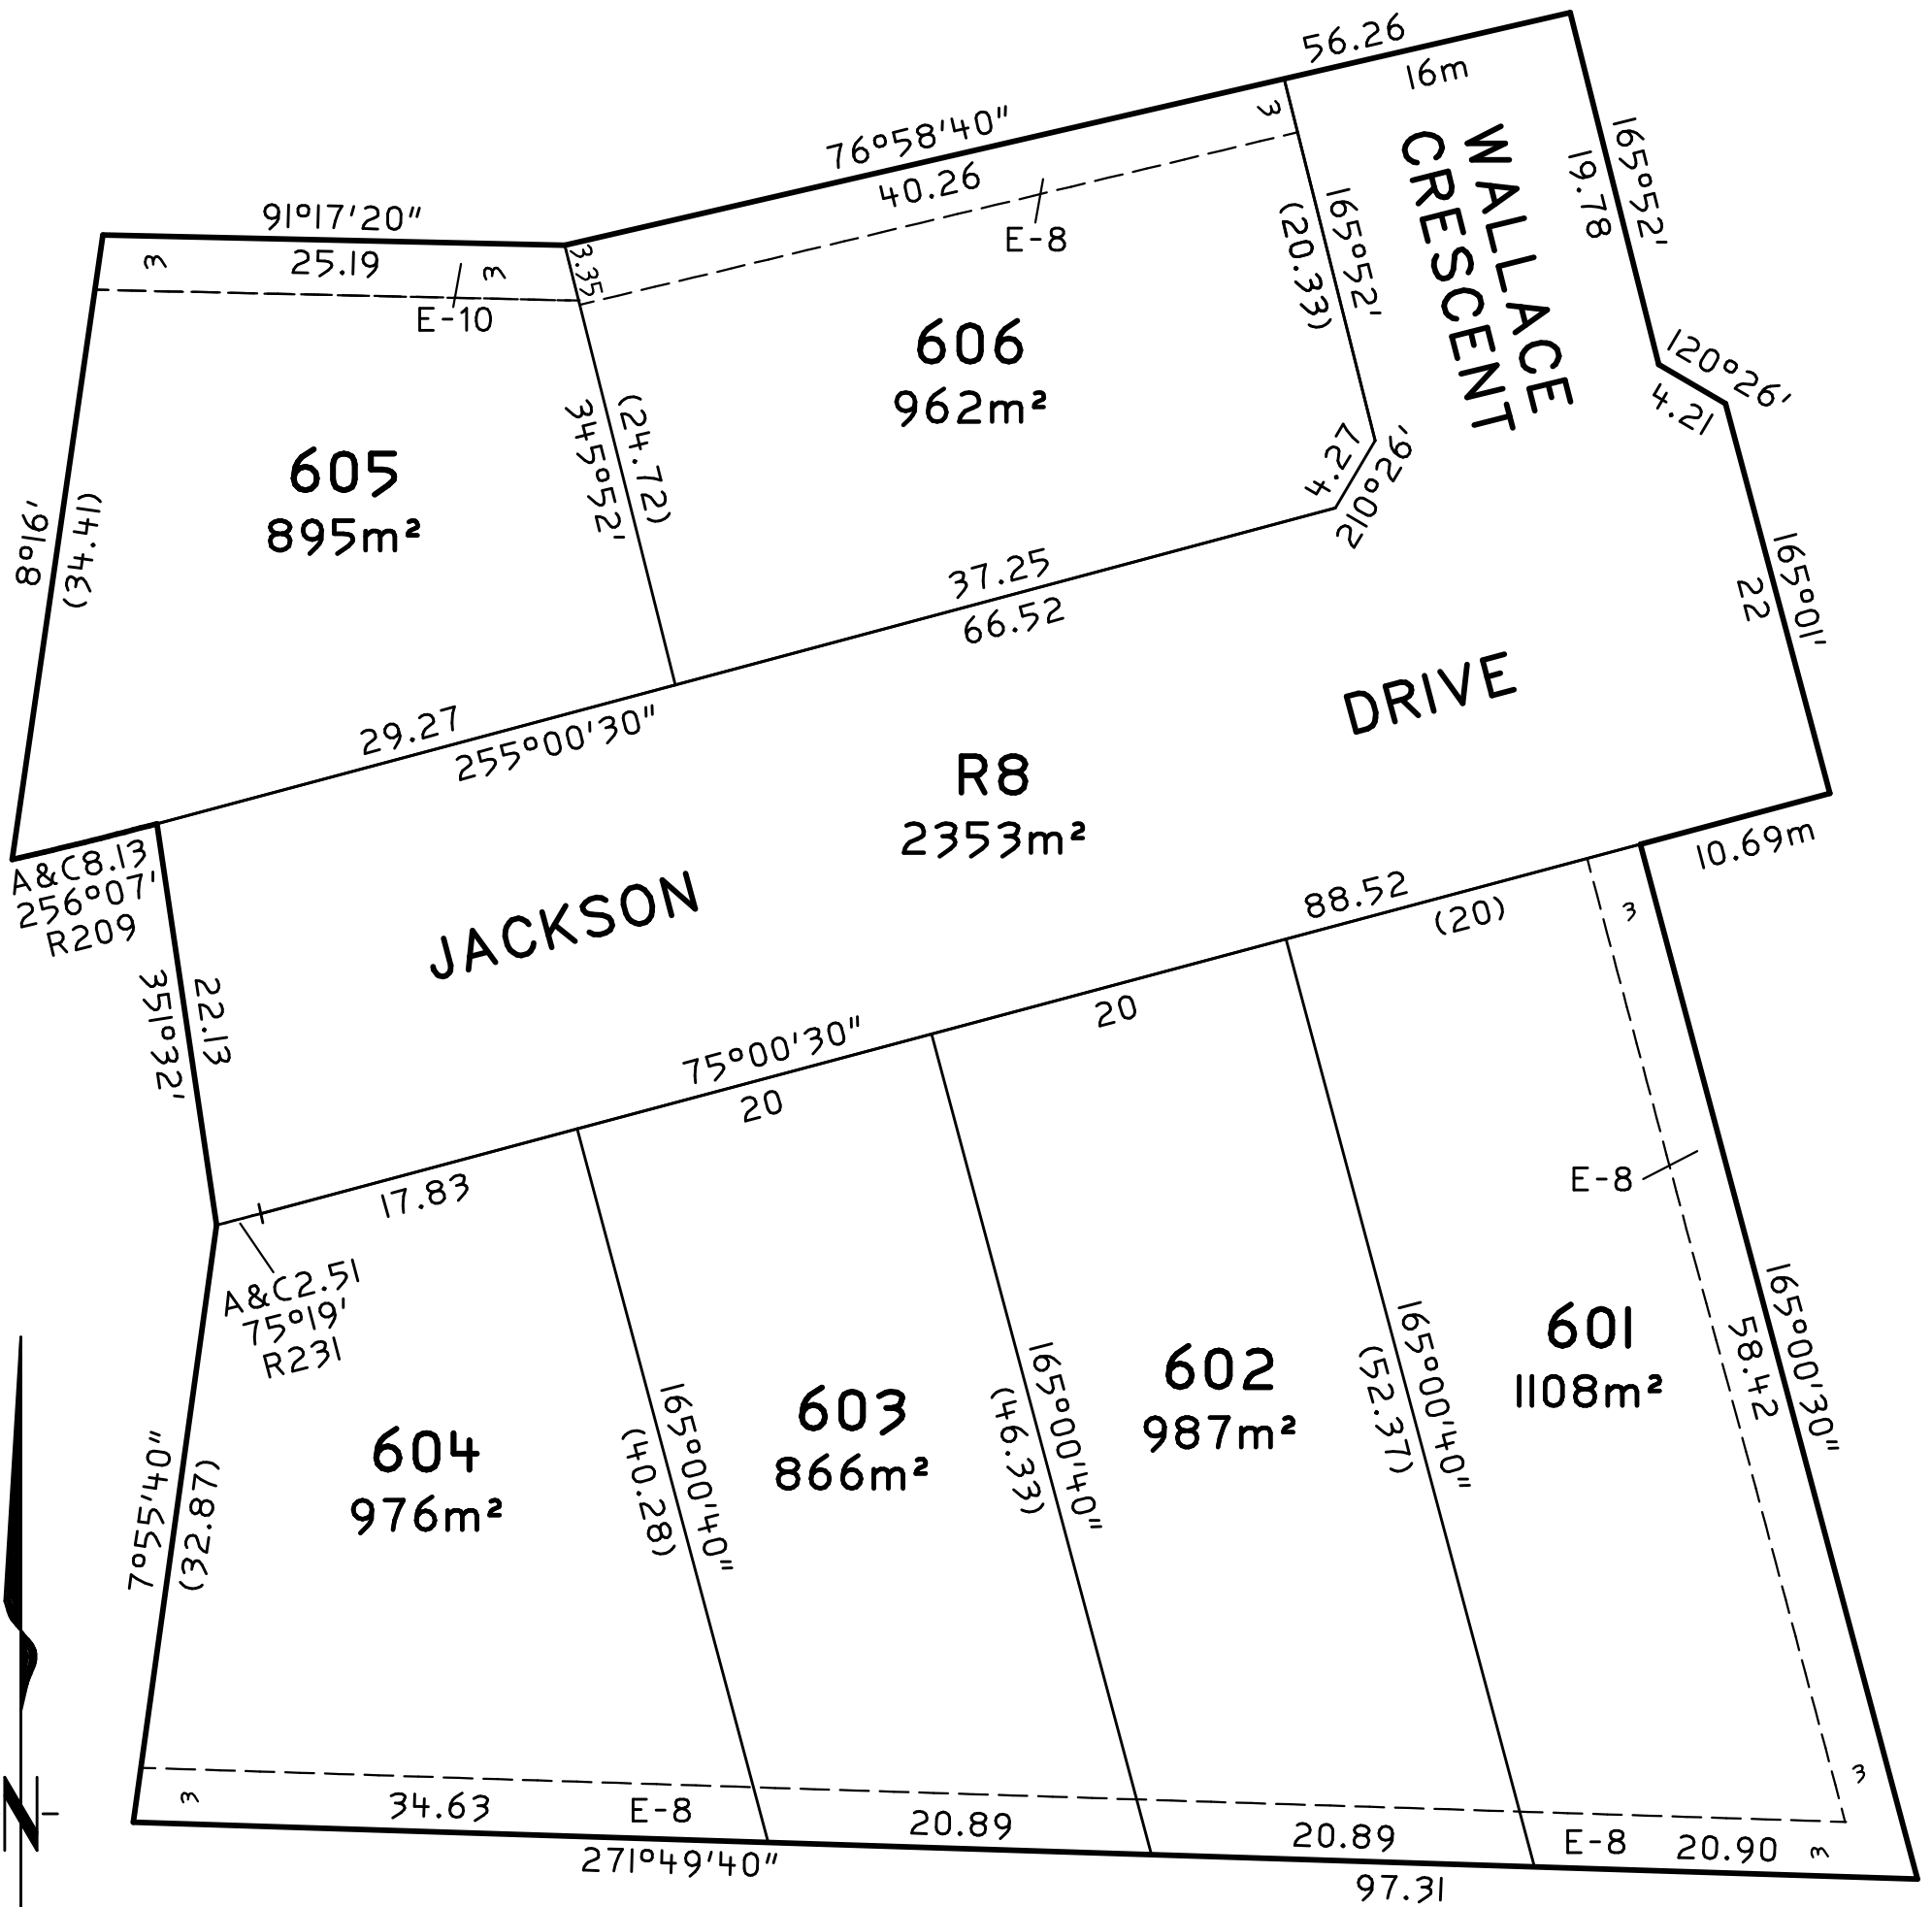 56.26
16m
76°58'40"
40.26
3
E-8
91°17'20"
25.19
3
3
E-10
3.35
WALLACE
CRESCENT
165°52'
19.78
165°52'
(20.33)
120°26'
4.21
606
962m²
605
895m²
(24.72)
345°52'
8°16'
(34.41)
4.27
210°26'
37.25
66.52
165°01'
22
29.27
255°00'30"
DRIVE
R8
2353m²
JACKSON
A&C8.13
256°07'
R209
10.69m
88.52
(20)
3
351°32'
22.13
20
75°00'30"
20
17.83
A&C2.51
75°19'
R231
E-8
601
1108m²
165°00'30"
58.42
165°00'40"
(52.37)
602
987m²
165°00'40"
(46.33)
603
866m²
165°00'40"
(40.28)
604
976m²
7°55'40"
(32.87)
3
34.63
E-8
20.89
20.89
E-8
20.90
3
3
271°49'40"
97.31
N